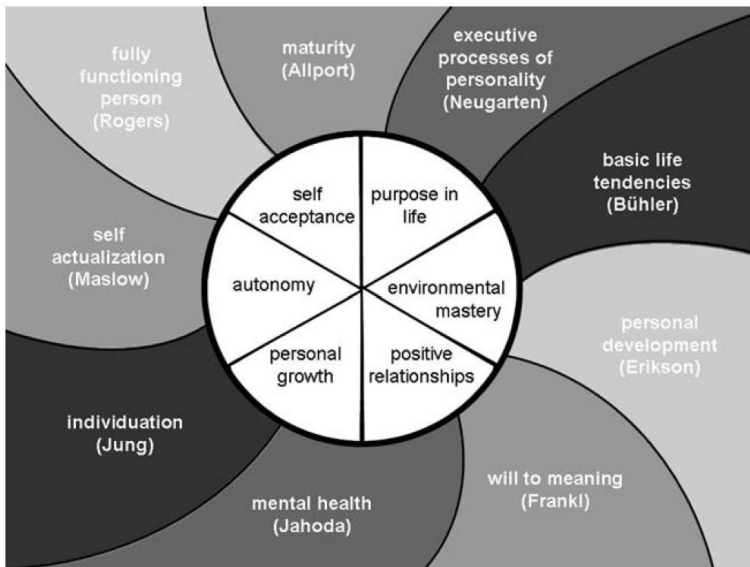 fully
functioning
person
(Rogers)
maturity
(Allport)
executive
processes of
personality
(Neugarten)
basic life
tendencies
(Bühler)
self
actualization
(Maslow)
self
acceptance
purpose in
life
autonomy
environmental
mastery
personal
growth
positive
relationships
personal
development
(Erikson)
individuation
(Jung)
mental health
(Jahoda)
will to meaning
(Frankl)